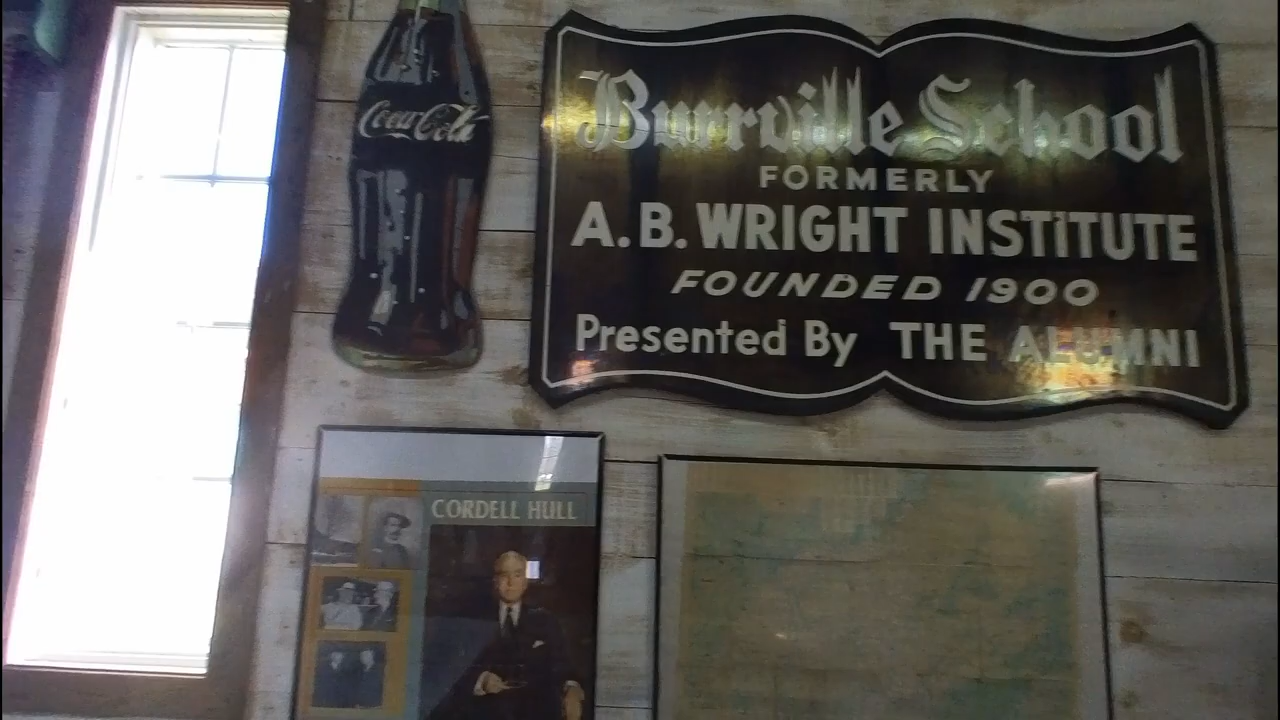 Coca-Cola
Burrville School
FORMERLY
A.B. WRIGHT INSTITUTE
FOUNDED 1900
Presented By THE ALUMNI
CORDELL HULL